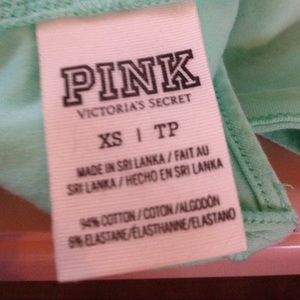 PINK
VICTORIA'S SECRET
XS | TP
MADE IN SRI LANKA / FAIT AU
SRI LANKA / HECHO EN SRI LANKA
94% COTTON / COTON / ALGODÓN
6% ELASTANE / ÉLASTHANNE / ELASTANO